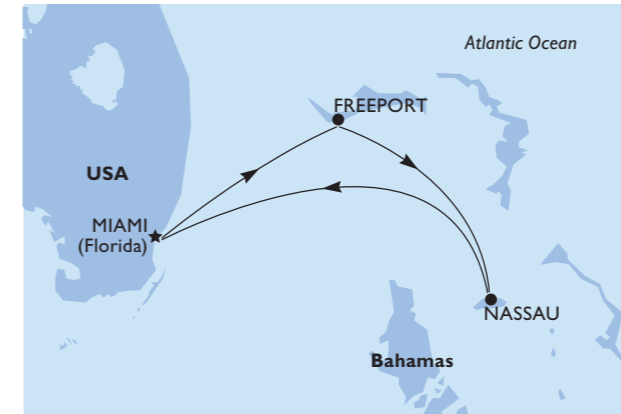 Atlantic Ocean
FREEPORT
USA
MIAMI
(Florida)
NASSAU
Bahamas